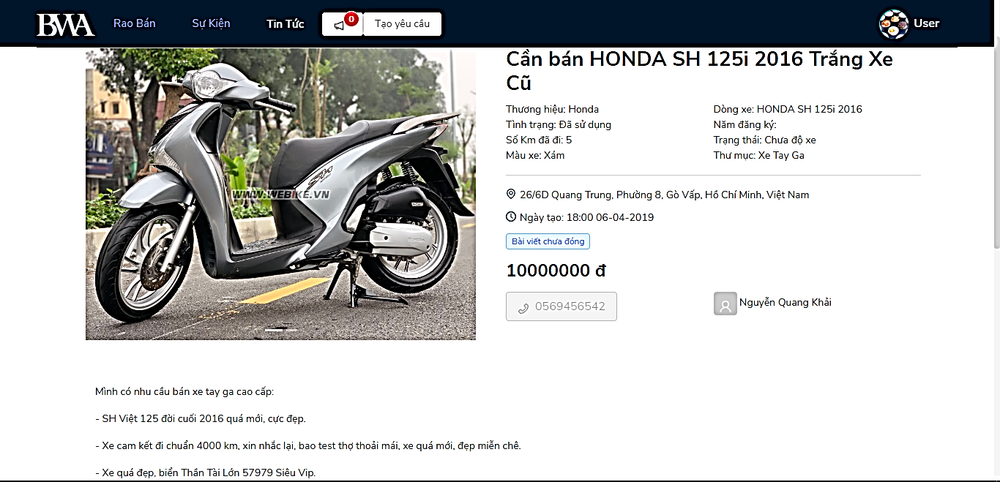 BWA
Rao Bán
Sự Kiện
Tin Tức
0
Tạo yêu cầu
User
WWW.WEBIKE.VN
Sh
Cần bán HONDA SH 125i 2016 Trắng Xe
Cũ
Thương hiệu: Honda
Dòng xe: HONDA SH 125i 2016
Tình trạng: Đã sử dụng
Năm đăng ký:
Số Km đã đi: 5
Trạng thái: Chưa độ xe
Màu xe: Xám
Thư mục: Xe Tay Ga
26/6D Quang Trung, Phường 8, Gò Vấp, Hồ Chí Minh, Việt Nam
Ngày tạo: 18:00 06-04-2019
Bài viết chưa đóng
10000000 đ
0569456542
Nguyễn Quang Khải
Mình có nhu cầu bán xe tay ga cao cấp:
- SH Việt 125 đời cuối 2016 quá mới, cực đẹp.
- Xe cam kết đi chuẩn 4000 km, xin nhắc lại, bao test thợ thoải mái, xe quá mới, đẹp miễn chê.
- Xe quá đẹp, biển Thần Tài Lớn 57979 Siêu Vip.